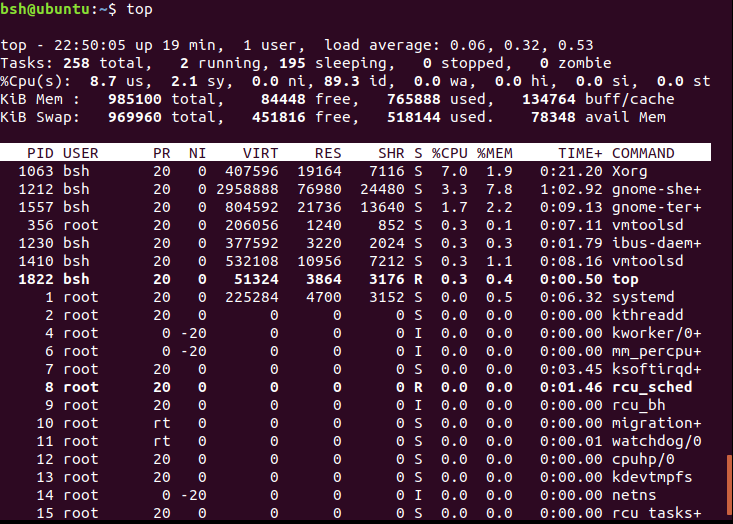 bsh@ubuntu:~$ top
top - 22:50:05 up 19 min,  1 user,  load average: 0.06, 0.32, 0.53
Tasks: 258 total,   2 running, 195 sleeping,   0 stopped,   0 zombie
%Cpu(s):  8.7 us,  2.1 sy,  0.0 ni, 89.3 id,  0.0 wa,  0.0 hi,  0.0 si,  0.0 st
KiB Mem :   985100 total,    84448 free,   765888 used,   134764 buff/cache
KiB Swap:   969960 total,   451816 free,   518144 used.    78348 avail Mem
PID USER      PR  NI    VIRT    RES    SHR S %CPU %MEM     TIME+ COMMAND
1063 bsh       20   0  407596  19164   7116 S  7.0  1.9   0:21.20 Xorg
1212 bsh       20   0 2958888  76980  24480 S  3.3  7.8   1:02.92 gnome-she+
1557 bsh       20   0  804592  21736  13640 S  1.7  2.2   0:09.13 gnome-ter+
356 root      20   0  206056   1240    852 S  0.3  0.1   0:07.11 vmtoolsd
1230 bsh       20   0  377592   3220   2024 S  0.3  0.3   0:01.79 ibus-daem+
1410 bsh       20   0  532108  10956   7212 S  0.3  1.1   0:08.16 vmtoolsd
1822 bsh       20   0   51324   3864   3176 R  0.3  0.4   0:00.50 top
1 root      20   0  225284   4700   3152 S  0.0  0.5   0:06.32 systemd
2 root      20   0       0      0      0 S  0.0  0.0   0:00.00 kthreadd
4 root       0 -20       0      0      0 I  0.0  0.0   0:00.00 kworker/0+
6 root       0 -20       0      0      0 I  0.0  0.0   0:00.00 mm_percpu+
7 root      20   0       0      0      0 S  0.0  0.0   0:03.45 ksoftirqd+
8 root      20   0       0      0      0 R  0.0  0.0   0:01.46 rcu_sched
9 root      20   0       0      0      0 I  0.0  0.0   0:00.00 rcu_bh
10 root      rt   0       0      0      0 S  0.0  0.0   0:00.00 migration+
11 root      rt   0       0      0      0 S  0.0  0.0   0:00.01 watchdog/0
12 root      20   0       0      0      0 S  0.0  0.0   0:00.00 cpuhp/0
13 root      20   0       0      0      0 S  0.0  0.0   0:00.00 kdevtmpfs
14 root       0 -20       0      0      0 I  0.0  0.0   0:00.00 netns
15 root      20   0       0      0      0 S  0.0  0.0   0:00.00 rcu_tasks+